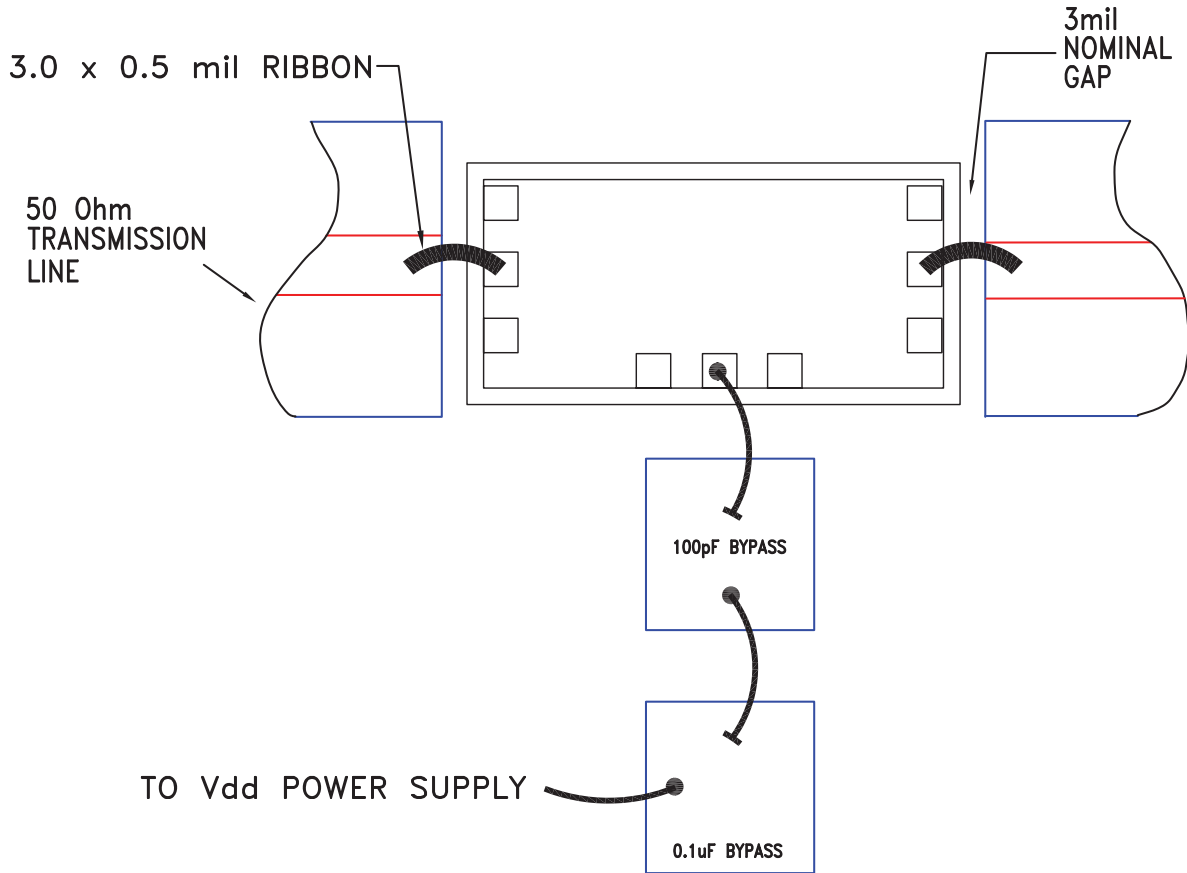 3mil
NOMINAL
GAP
3.0 x 0.5 mil RIBBON
50 Ohm
TRANSMISSION
LINE
100pF BYPASS
TO Vdd POWER SUPPLY
0.1uF BYPASS